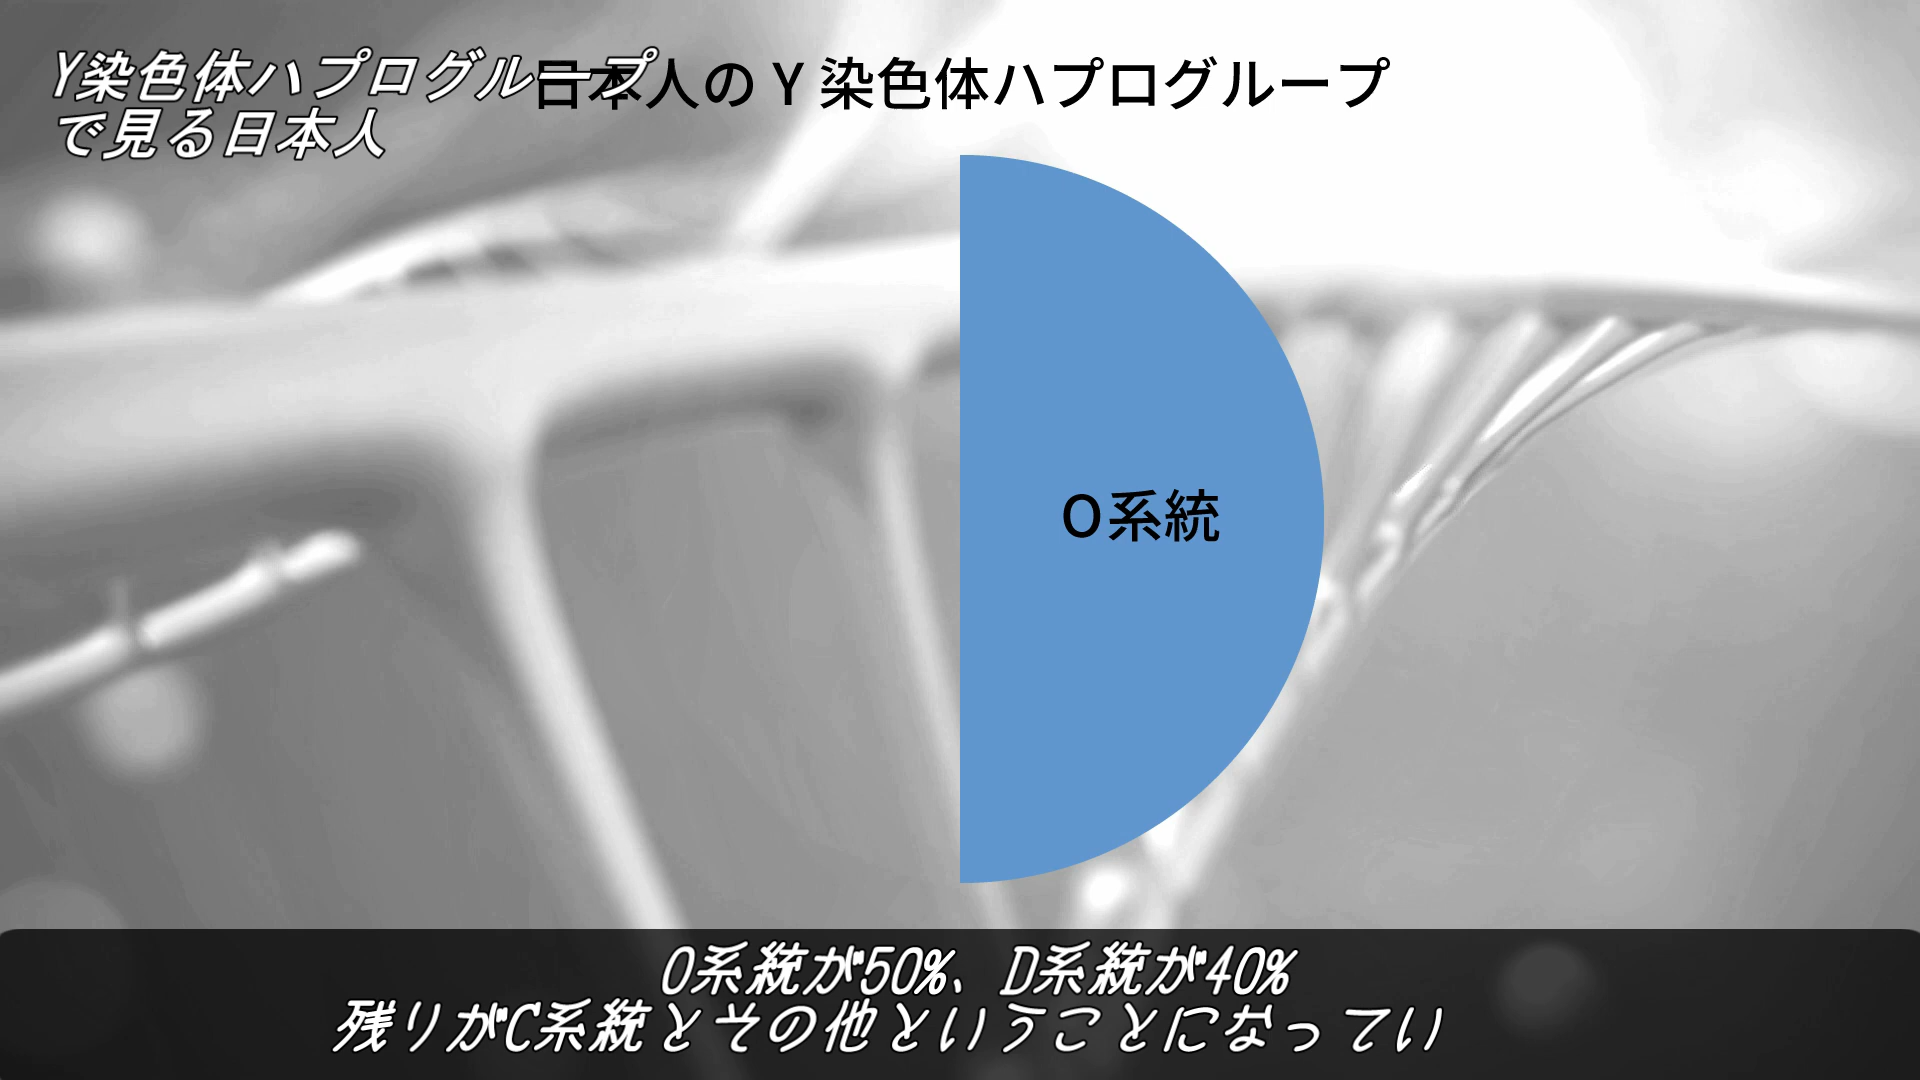 Y染色体ハプログループ
で見る日本人
日本人のY染色体ハプログループ
O系統
O系統が50%、D系統が40%
残りがC系統とその他ということになってい